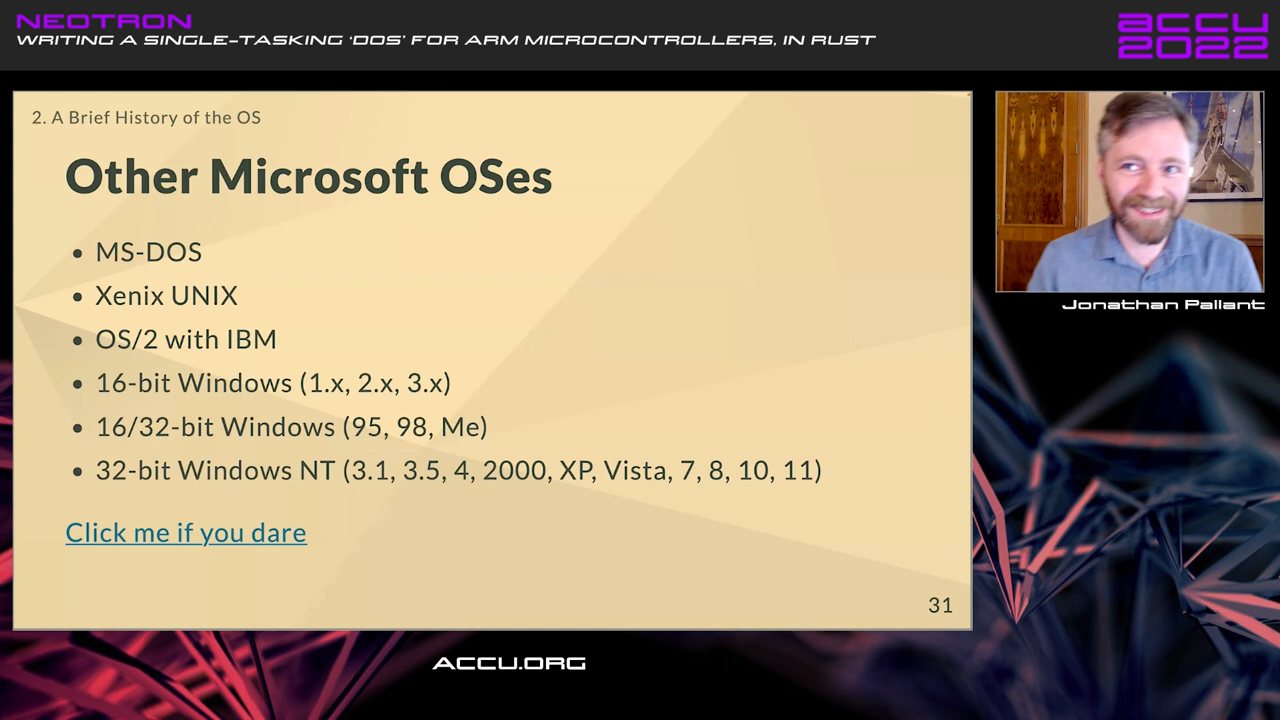 NEOTRON
WRITING A SINGLE-TASKING 'DOS' FOR ARM MICROCONTROLLERS, IN RUST
accu
2022
2. A Brief History of the OS
Other Microsoft OSes
• MS-DOS
• Xenix UNIX
• OS/2 with IBM
• 16-bit Windows (1.x, 2.x, 3.x)
• 16/32-bit Windows (95, 98, Me)
• 32-bit Windows NT (3.1, 3.5, 4, 2000, XP, Vista, 7, 8, 10, 11)
Click me if you dare
31
Jonathan Pallant
ACCU.ORG